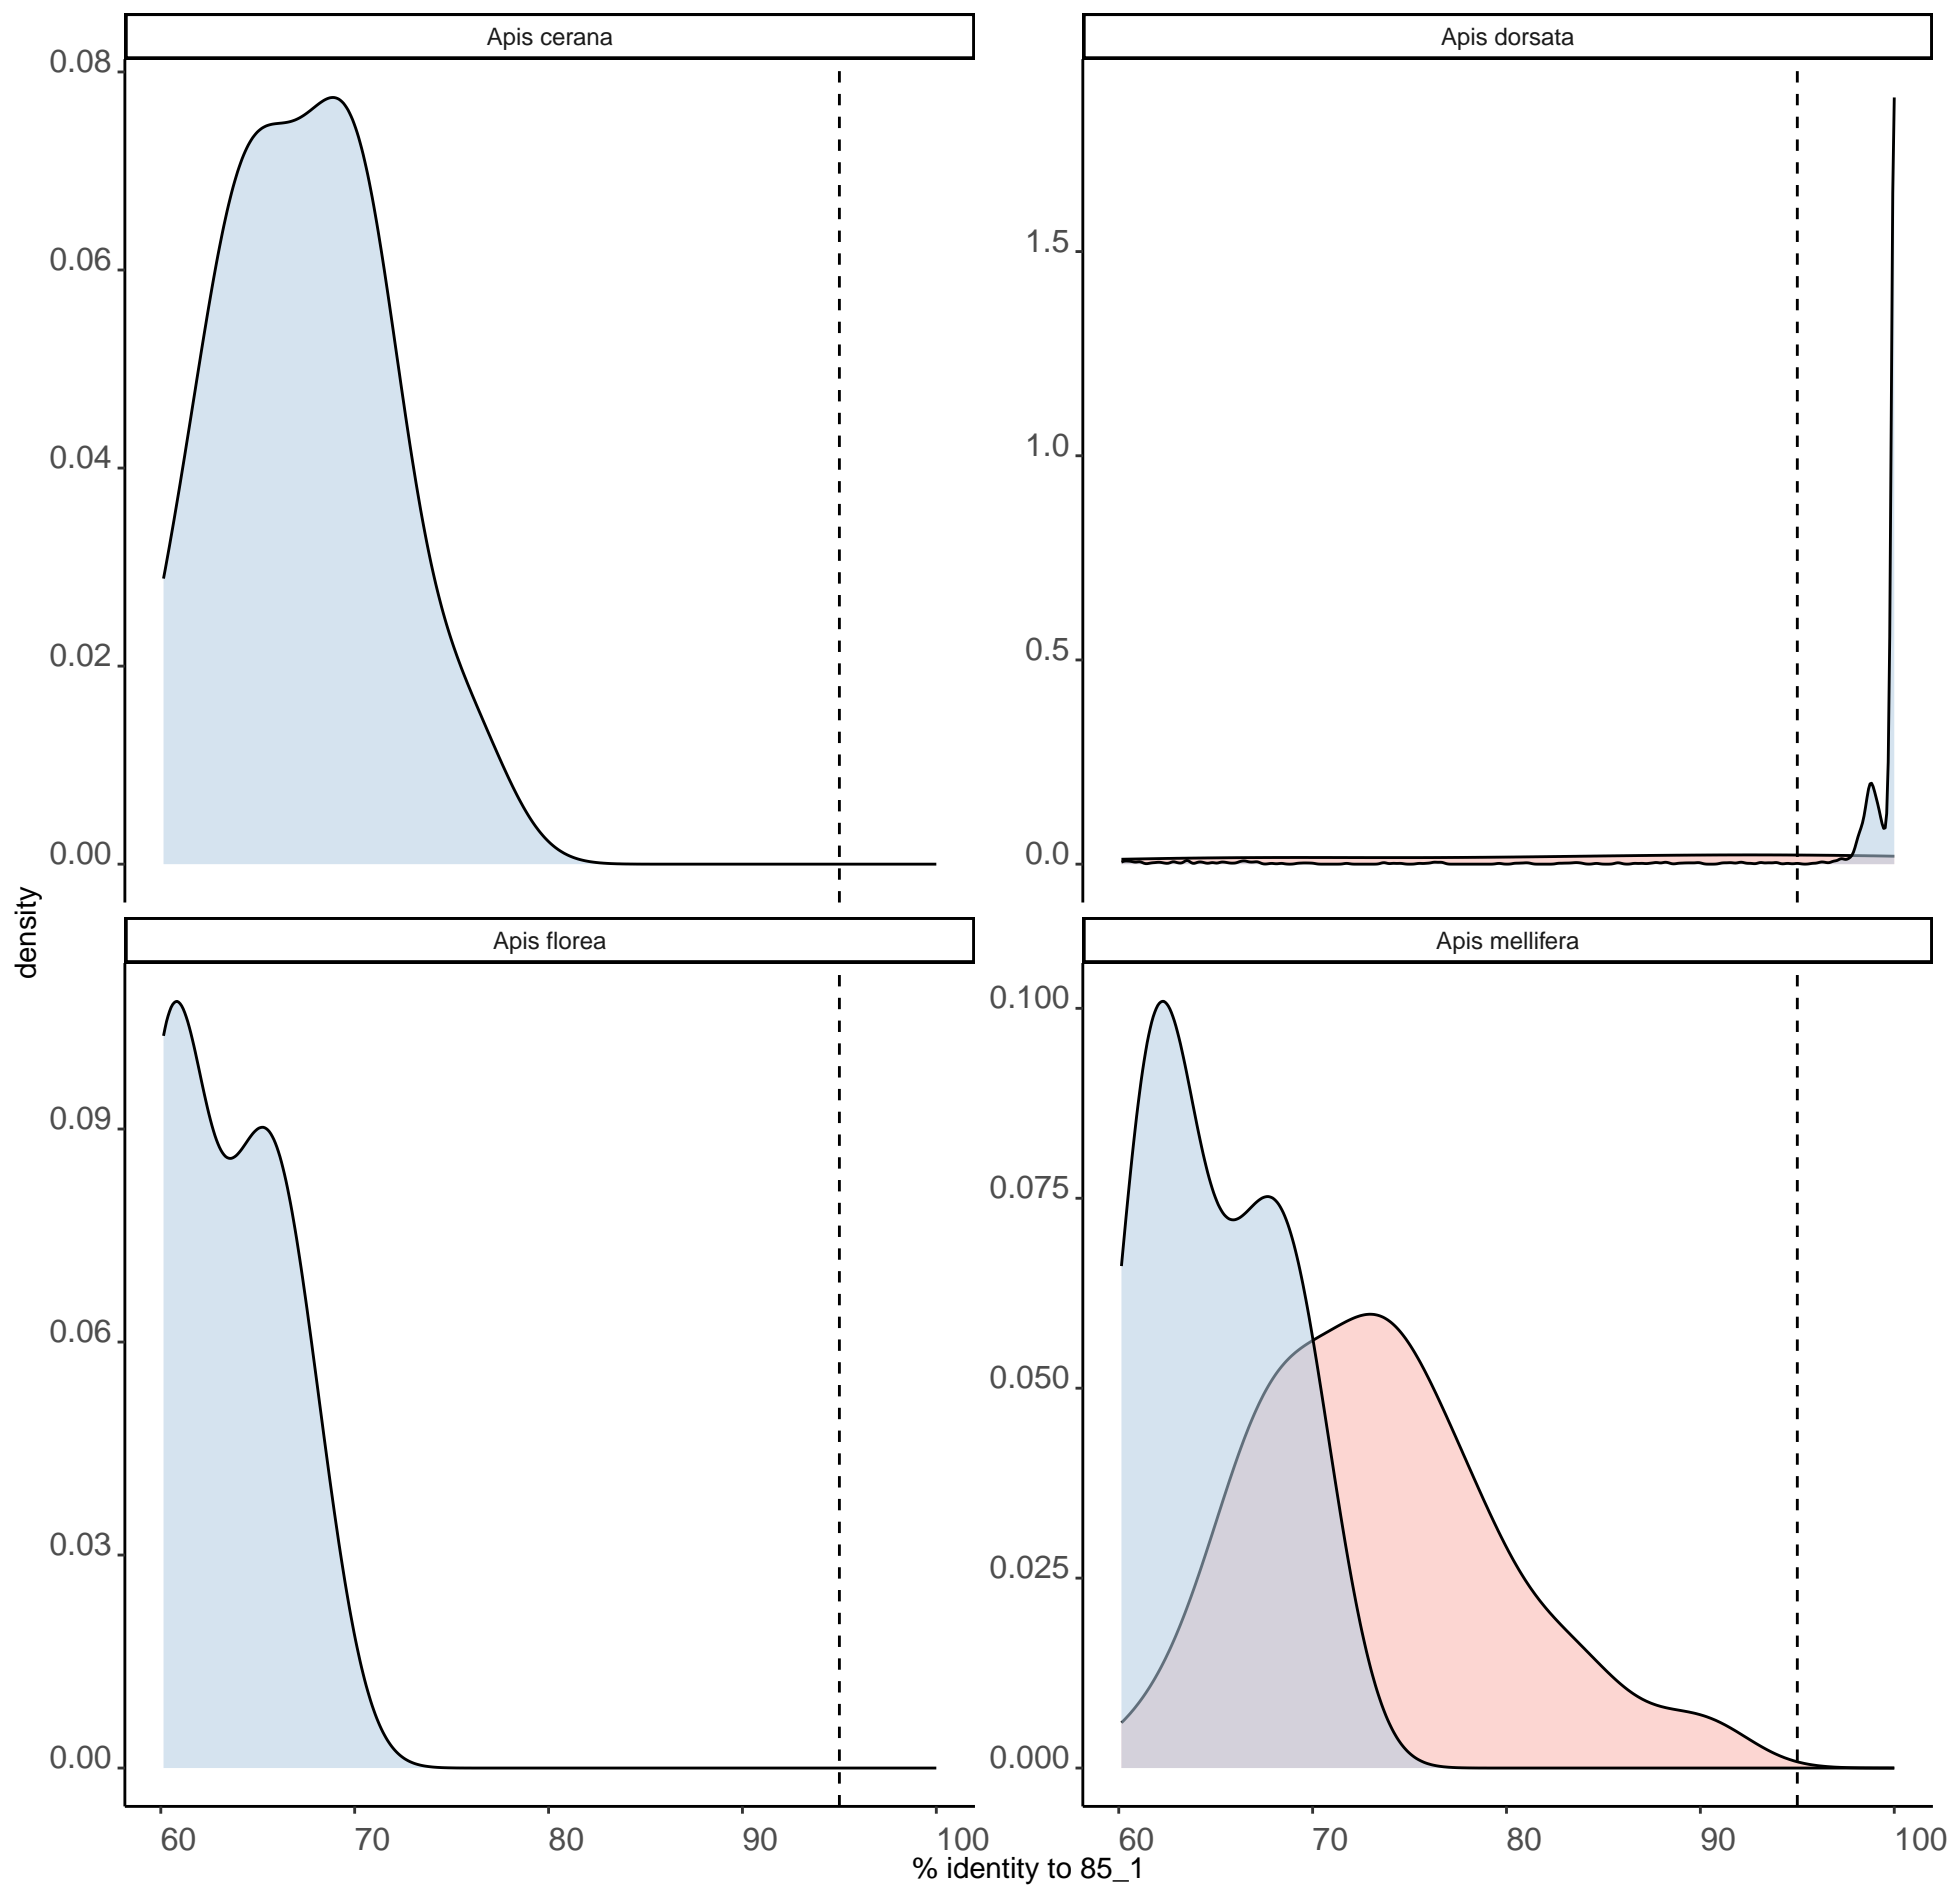 Apis cerana
Apis dorsata
0.08
0.06
0.04
0.02
0.00
1.5
1.0
0.5
0.0
density
Apis florea
Apis mellifera
0.09
0.06
0.03
0.00
0.100
0.075
0.050
0.025
0.000
60 70 80 90 100
60 70 80 90 100
% identity to 85_1